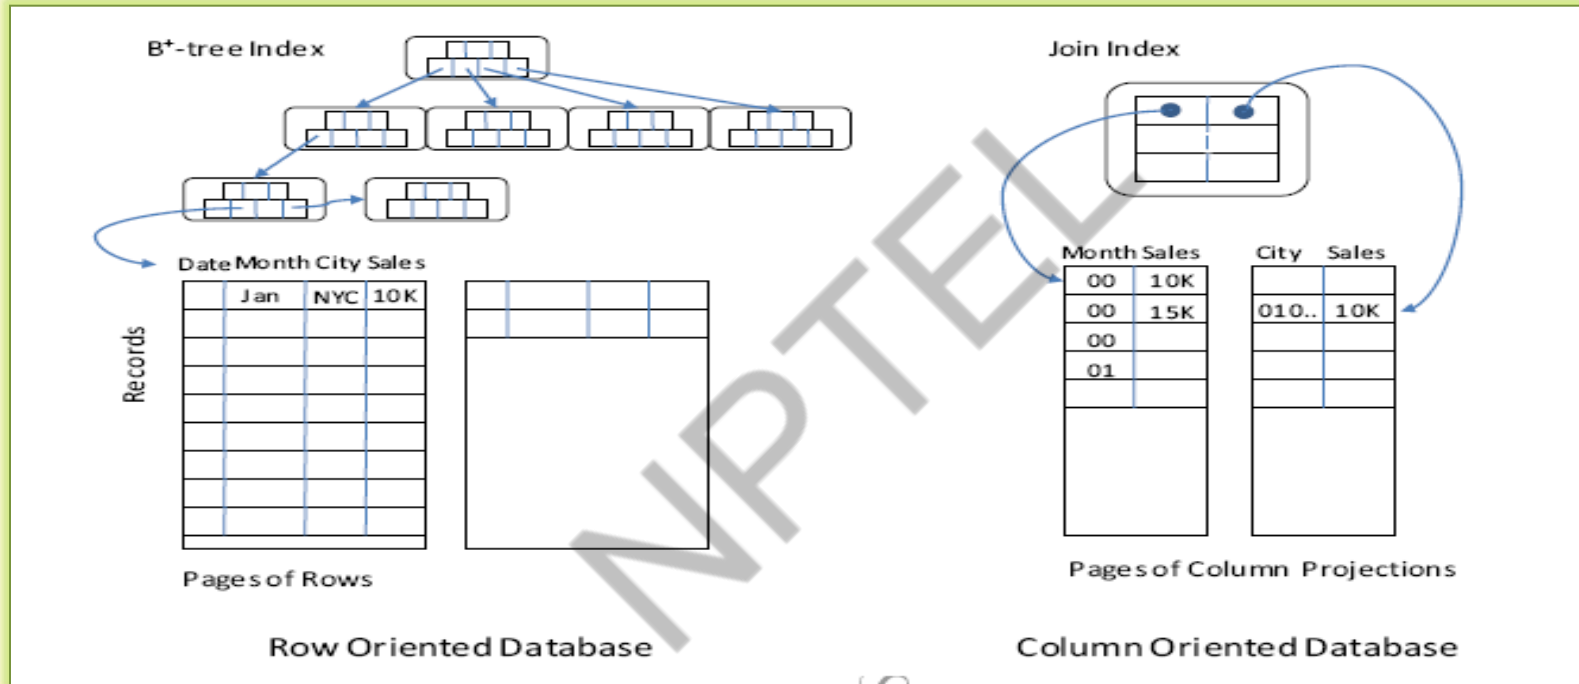 B⁺-tree Index
Join Index
Date Month City Sales
Jan NYC 10K
Records
Pages of Rows
Row Oriented Database
Month Sales
00 10K
00 15K
00
01
City Sales
010.. 10K
Pages of Column Projections
Column Oriented Database
NPTEL